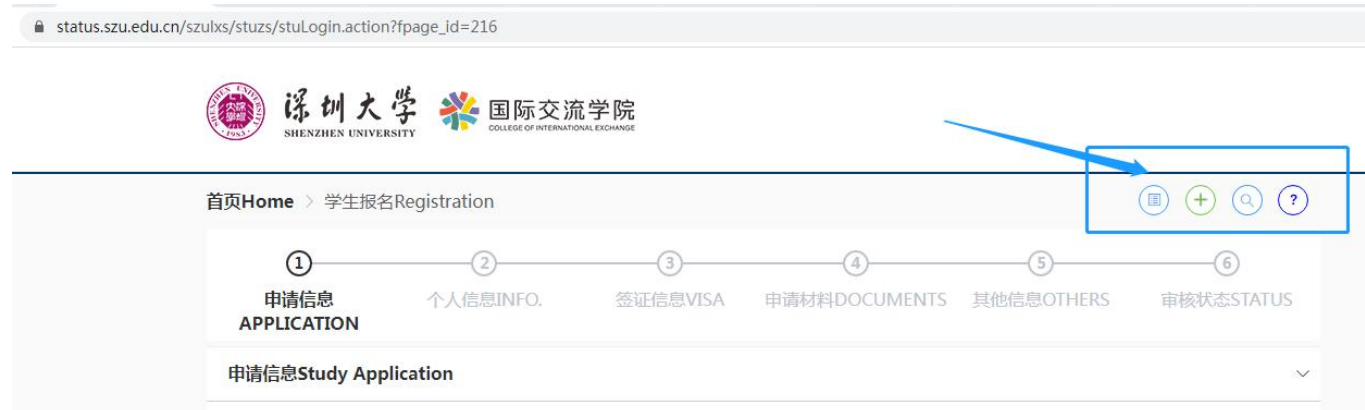 status.szu.edu.cn/szulxs/stuzs/stuLogin.action?fpage_id=216
深圳大学 国际交流学院
SHENZHEN UNIVERSITY COLLEGE OF INTERNATIONAL EXCHANGE
首页Home > 学生报名Registration ?
1 2 3 4 5 6
申请信息 个人信息INFO. 签证信息VISA 申请材料DOCUMENTS 其他信息OTHERS 审核状态STATUS
APPLICATION
申请信息Study Application